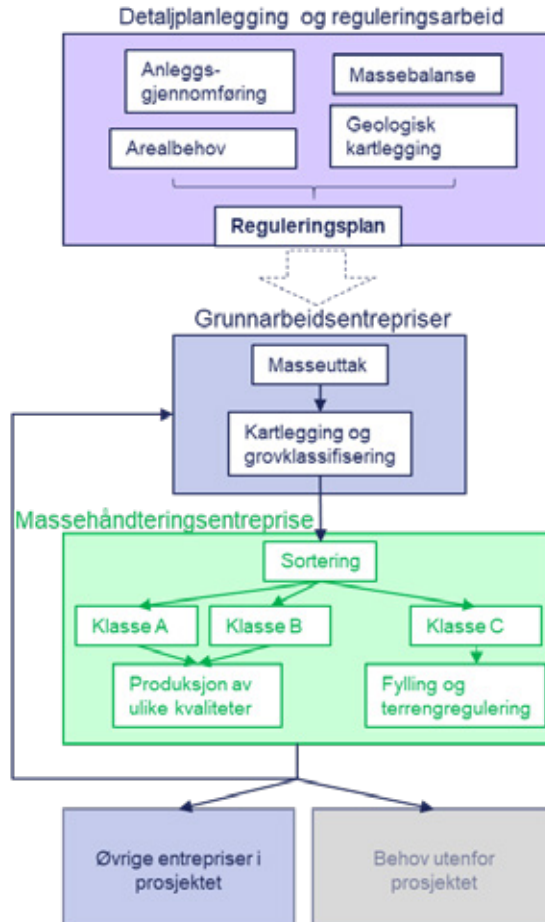 Detaljplanlegging og reguleringsarbeid
Anleggs-
gjennomføring
Massebalanse
Arealbehov
Geologisk
kartlegging
Reguleringsplan
Grunnarbeidsentrepriser
Masseuttak
Kartlegging og
grovklassifisering
Massehåndteringsentreprise
Sortering
Klasse A
Klasse B
Klasse C
Produksjon av
ulike kvaliteter
Fylling og
terrengregulering
Øvrige entrepriser i
prosjektet
Behov utenfor
prosjektet